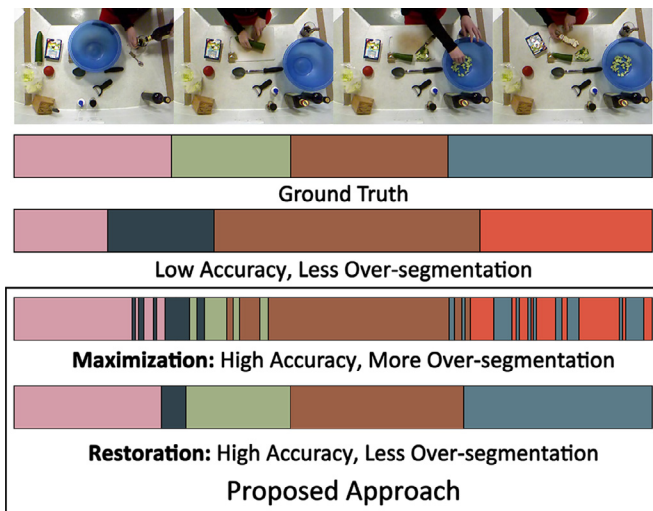 Ground Truth
Low Accuracy, Less Over-segmentation
Maximization: High Accuracy, More Over-segmentation
Restoration: High Accuracy, Less Over-segmentation
Proposed Approach